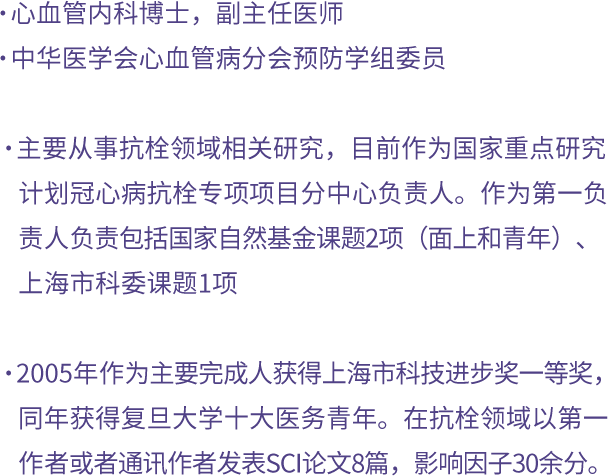 ·心血管内科博士，副主任医师
·中华医学会心血管病分会预防学组委员
·主要从事抗栓领域相关研究，目前作为国家重点研究
计划冠心病抗栓专项项目分中心负责人。作为第一负
责人负责包括国家自然基金课题2项（面上和青年）、
上海市科委课题1项
·2005年作为主要完成人获得上海市科技进步奖一等奖，
同年获得复旦大学十大医务青年。在抗栓领域以第一
作者或者通讯作者发表SCI论文8篇，影响因子30余分。